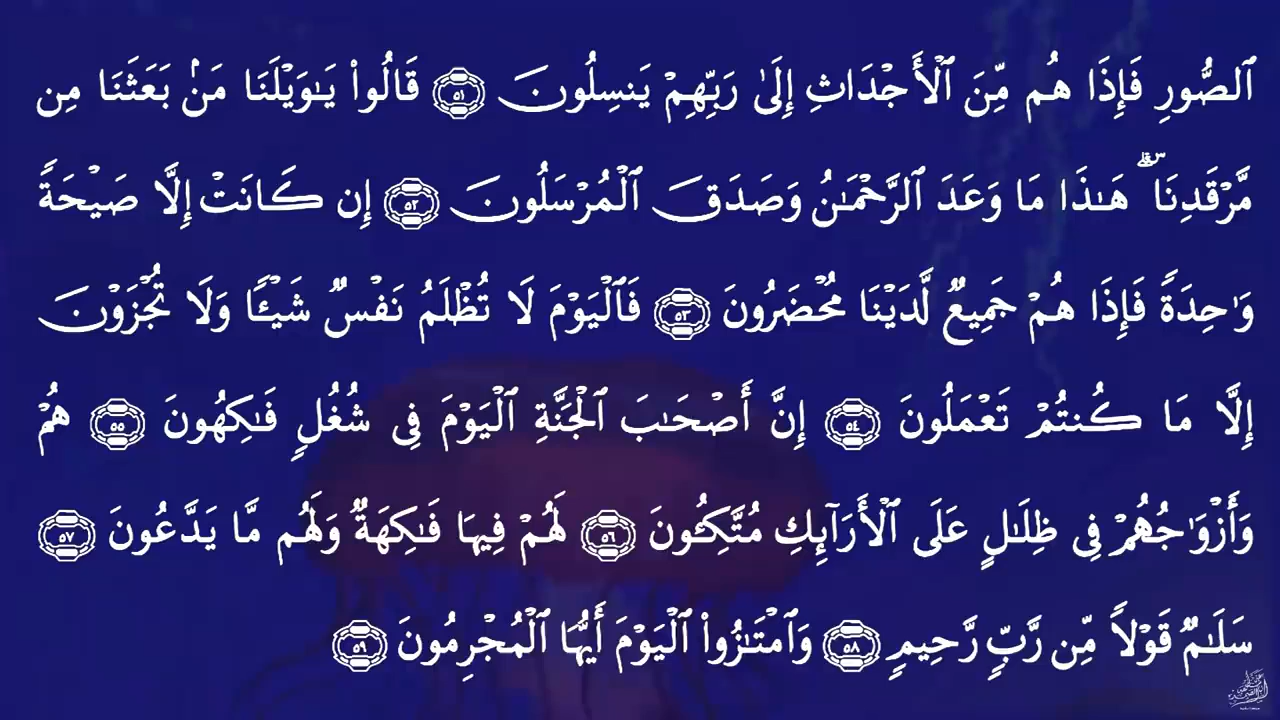 ٱلصُّورِ فَإِذَا هُم مِّنَ ٱلْأَجْدَاثِ إِلَىٰ رَبِّهِمْ يَنسِلُونَ ٥١ قَالُوا۟ يَـٰوَيْلَنَا مَنۢ بَعَثَنَا مِن
مَّرْقَدِنَا ۜ ۗ هَـٰذَا مَا وَعَدَ ٱلرَّحْمَـٰنُ وَصَدَقَ ٱلْمُرْسَلُونَ ٥٢ إِن كَانَتْ إِلَّا صَيْحَةً
وَٰحِدَةً فَإِذَا هُمْ جَمِيعٌ لَّدَيْنَا مُحْضَرُونَ ٥٣ فَٱلْيَوْمَ لَا تُظْلَمُ نَفْسٌ شَيْـًٔا وَلَا تُجْزَوْنَ
إِلَّا مَا كُنتُمْ تَعْمَلُونَ ٥٤ إِنَّ أَصْحَـٰبَ ٱلْجَنَّةِ ٱلْيَوْمَ فِى شُغُلٍ فَـٰكِهُونَ ٥٥ هُمْ
وَأَزْوَٰجُهُمْ فِى ظِلَـٰلٍ عَلَى ٱلْأَرَآئِكِ مُتَّكِـُٔونَ ٥٦ لَهُمْ فِيهَا فَـٰكِهَةٌ وَلَهُم مَّا يَدَّعُونَ ٥٧
سَلَـٰمٌ قَوْلًا مِّن رَّبٍّ رَّحِيمٍ ٥٨ وَٱمْتَـٰزُوا۟ ٱلْيَوْمَ أَيُّهَا ٱلْمُجْرِمُونَ ٥٩